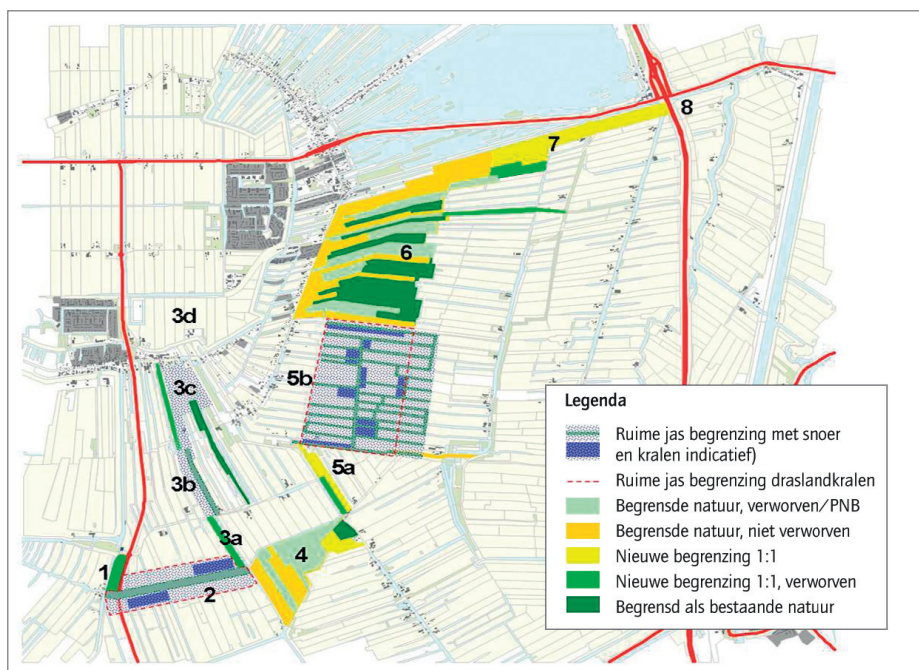 8
7
6
3d
3c
5b
5a
3b
3a
4
1
2
Legenda
Ruime jas begrenzing met snoer
en kralen indicatief)
Ruime jas begrenzing draslandkralen
Begrensde natuur, verworven/PNB
Begrensde natuur, niet verworven
Nieuwe begrenzing 1:1
Nieuwe begrenzing 1:1, verworven
Begrensd als bestaande natuur